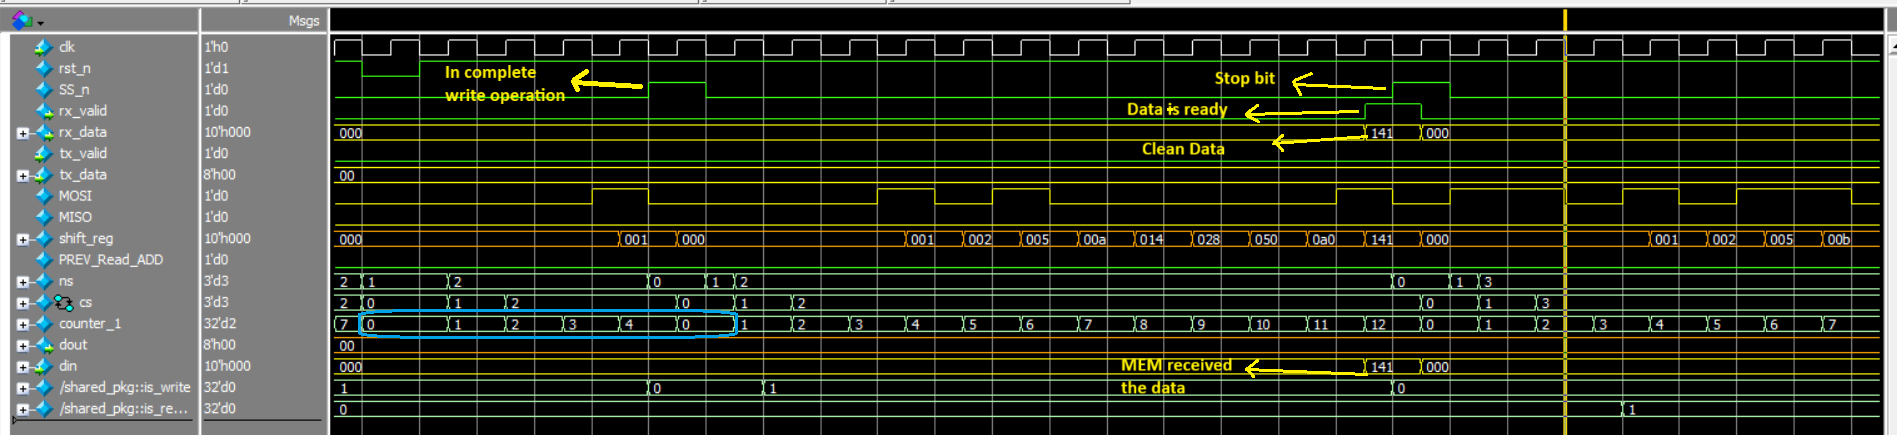 Msgs
clk 1'h0
rst_n 1'd1
SS_n 1'd0
rx_valid 1'd0
rx_data 10'h000 000 141 000
tx_valid 1'd0
tx_data 8'h00 00
MOSI 1'd0
MISO 1'd0
shift_reg 10'h000 000 001 000 001 002 005 00a 014 028 050 0a0 141 000 001 002 005 00b
PREV_Read_ADD 1'd0
ns 3'd3 2 1 2 0 1 2 0 1 3
cs 3'd3 2 0 1 2 0 1 2 0 1 3
counter_1 32'd2 7 0 1 2 3 4 0 1 2 3 4 5 6 7 8 9 10 11 12 0 1 2 3 4 5 6 7
dout 8'h00 00
din 10'h000 000 141 000
/shared_pkg::is_write 32'd0 1 0 1 0
/shared_pkg::is_re... 32'd0 0 1
In complete
write operation
Stop bit
Data is ready
Clean Data
MEM received
the data